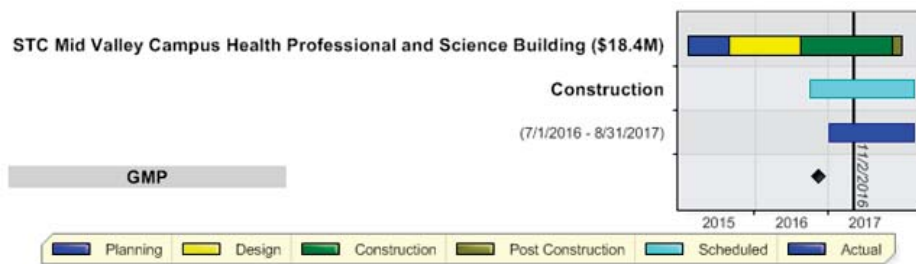 STC Mid Valley Campus Health Professional and Science Building ($18.4M)
Construction
(7/1/2016 - 8/31/2017)
11/2/2016
GMP
2015 2016 2017
Planning Design Construction Post Construction Scheduled Actual